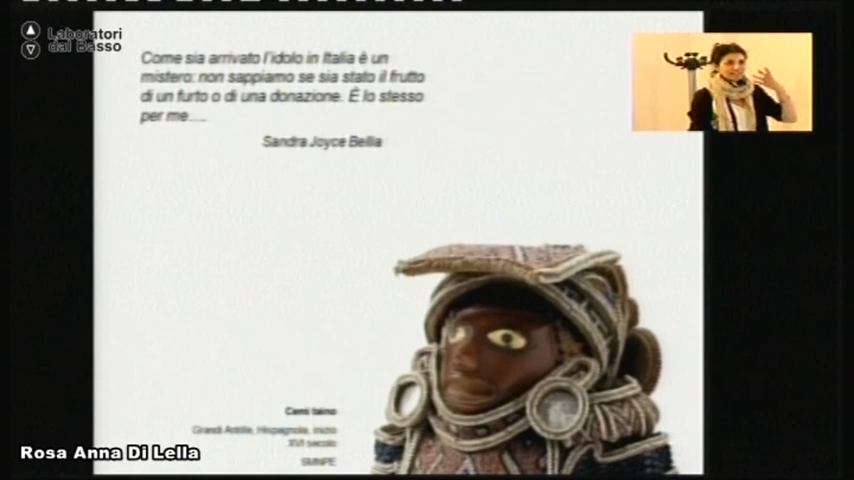 Laboratori
dal Basso
Come sia arrivato l'idolo in Italia è un
mistero: non sappiamo se sia stato il frutto
di un furto o di una donazione. È lo stesso
per me....
Sandra Joyce Bellia
Cemi taino
Grandi Antille, Hispagnola, inizio
XVI secolo
SMNPE
Rosa Anna Di Lella